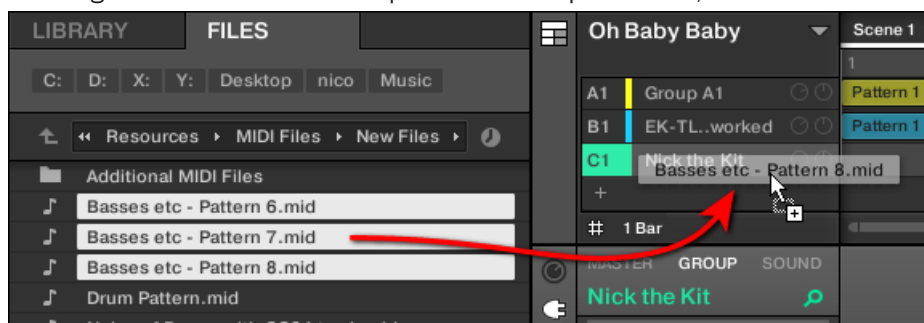 LIBRARY FILES
C: D: X: Y: Desktop nico Music
Resources MIDI Files New Files
Additional MIDI Files
Basses etc - Pattern 6.mid
Basses etc - Pattern 7.mid
Basses etc - Pattern 8.mid
Drum Pattern.mid
Oh Baby Baby
Scene 1
1
A1 Group A1
Pattern 1
B1 EK-TL..worked
Pattern 1
C1 Nick the Kit
Basses etc - Pattern 8.mid
+
1 Bar
MASTER GROUP SOUND
Nick the Kit